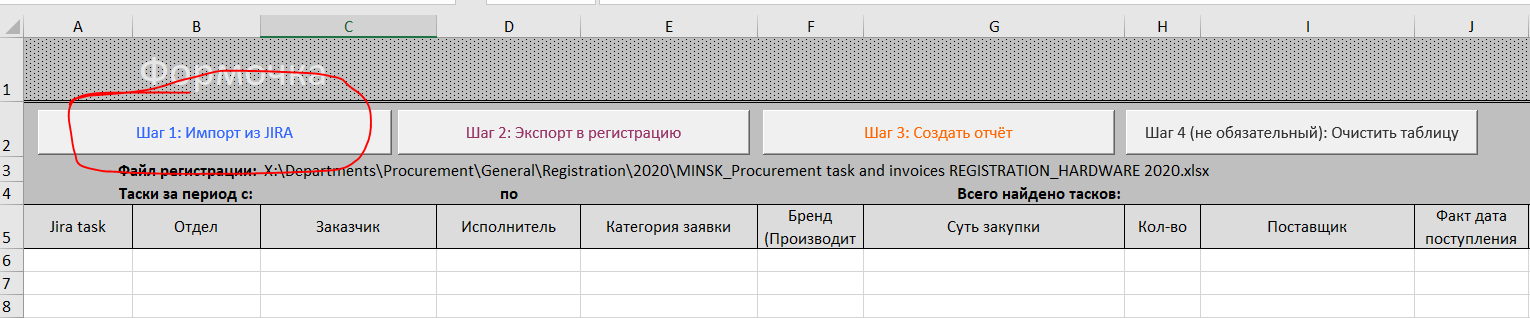 A B C D E F G H I J
1 Формочка
2 Шаг 1: Импорт из JIRA Шаг 2: Экспорт в регистрацию Шаг 3: Создать отчёт Шаг 4 (не обязательный): Очистить таблицу
3 Файл регистрации: X:\Departments\Procurement\General\Registration\2020\MINSK_Procurement task and invoices REGISTRATION_HARDWARE 2020.xlsx
4 Таски за период с: по Всего найдено тасков:
5 Jira task Отдел Заказчик Исполнитель Категория заявки Бренд (Производит Суть закупки Кол-во Поставщик Факт дата поступления
6
7
8